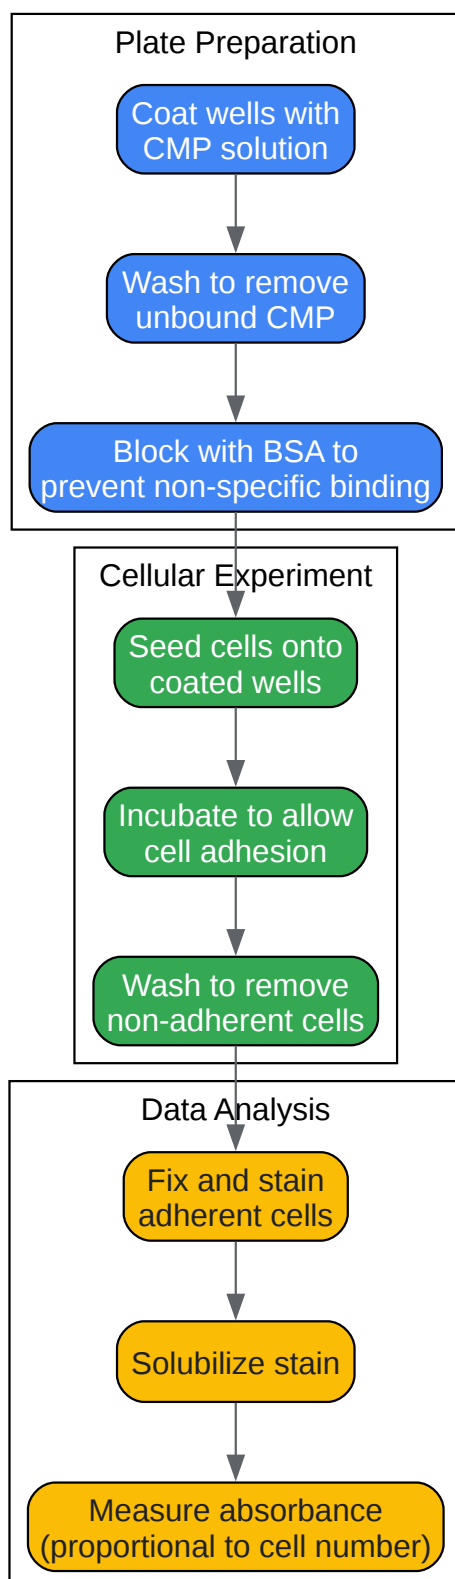 Plate Preparation
Coat wells with
CMP solution
Wash to remove
unbound CMP
Block with BSA to
prevent non-specific binding
Cellular Experiment
Seed cells onto
coated wells
Incubate to allow
cell adhesion
Wash to remove
non-adherent cells
Data Analysis
Fix and stain
adherent cells
Solubilize stain
Measure absorbance
(proportional to cell number)